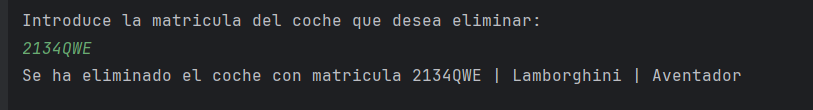 Introduce la matricula del coche que desea eliminar:
2134QWE
Se ha eliminado el coche con matricula 2134QWE | Lamborghini | Aventador